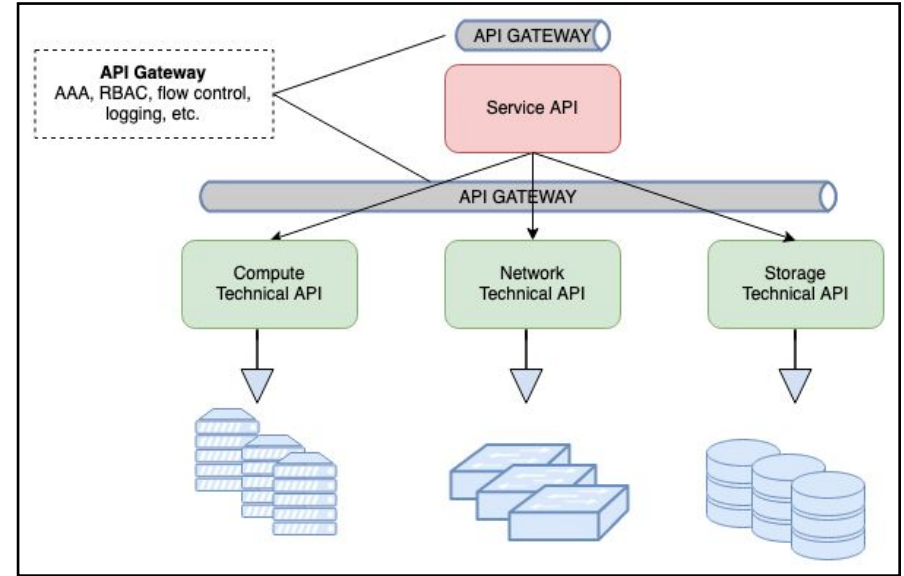 API GATEWAY
API Gateway
AAA, RBAC, flow control,
logging, etc.
Service API
API GATEWAY
Compute
Technical API
Network
Technical API
Storage
Technical API